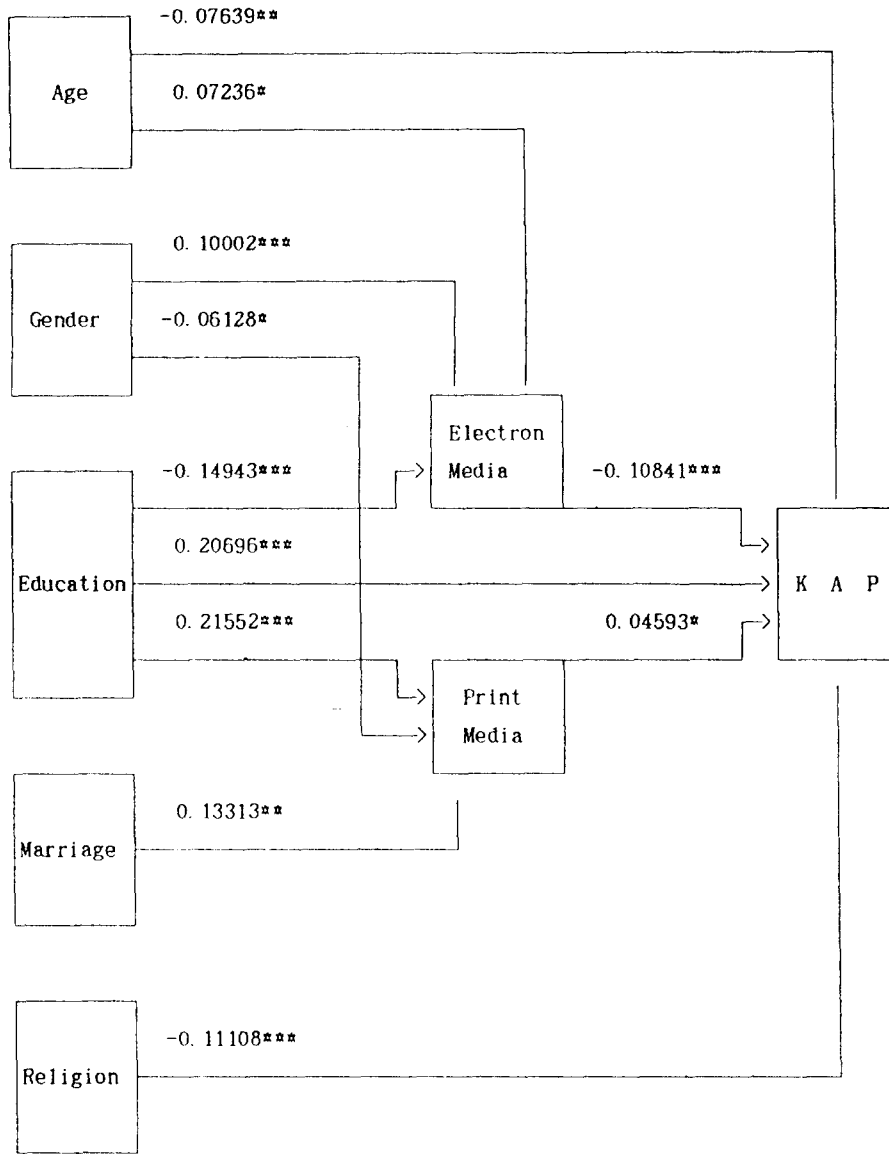 -0.07639***
Age
0.07236*
0.10002***
Gender
-0.06128*
Electron
Media
-0.14943***
-0.10841***
0.20696***
Education
K A P
0.21552***
0.04593*
Print
Media
0.13313**
Marriage
-0.11108***
Religion